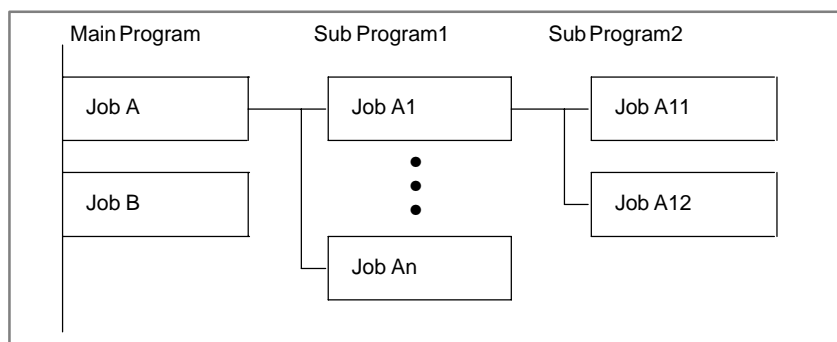 Main Program Sub Program1 Sub Program2
Job A Job A1 Job A11
Job B Job A12
Job An